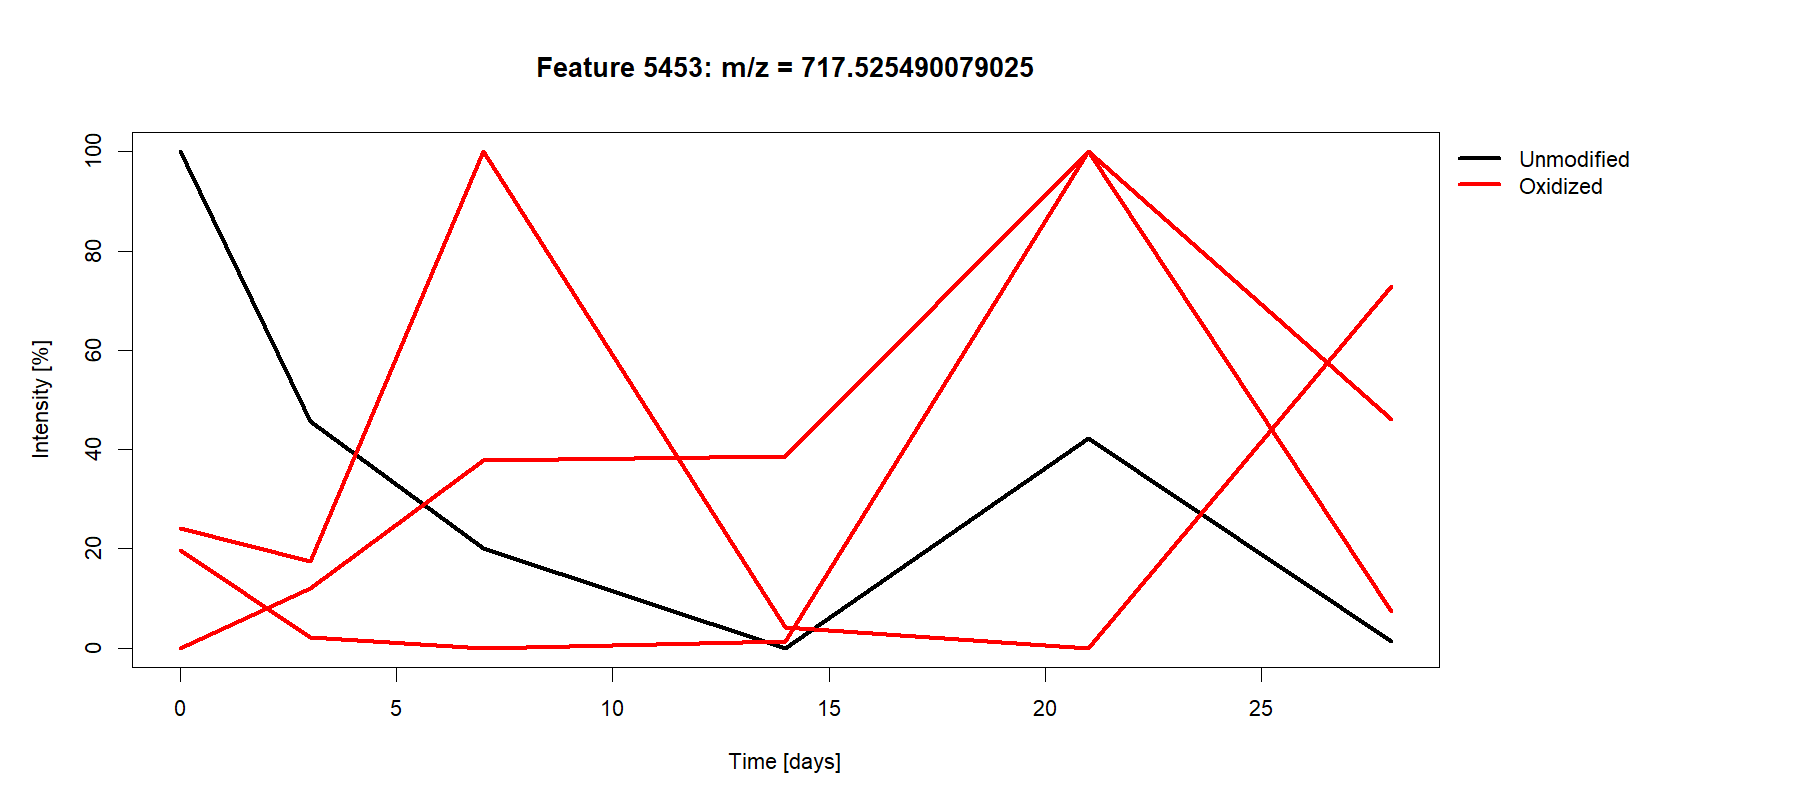 Feature 5453: m/z = 717.525490079025
Unmodified
Oxidized
Intensity [%]
100
80
60
40
20
0
0 5 10 15 20 25
Time [days]